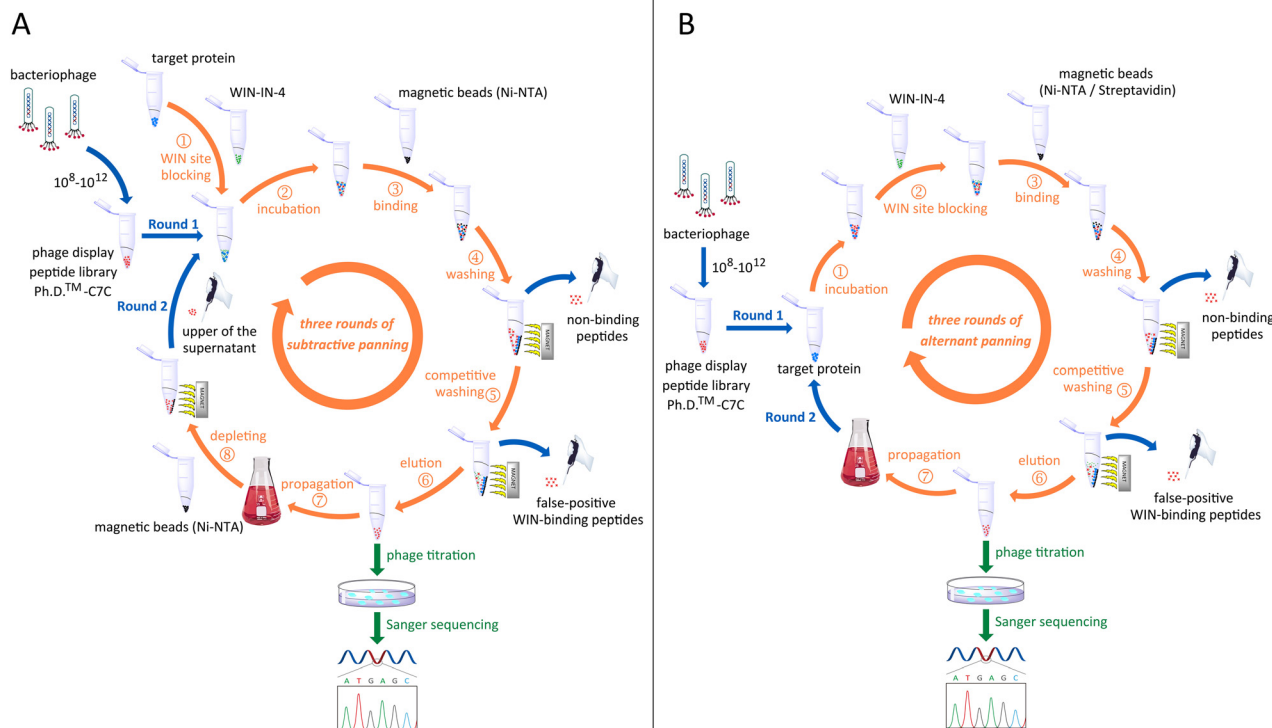 A
target protein
bacteriophage
WIN-IN-4
magnetic beads (Ni-NTA)
①
WIN site
blocking
10⁸-10¹²
②
incubation
③
binding
Round 1
phage display
peptide library
Ph.D.™-C7C
④
washing
Round 2
upper of the
supernatant
three rounds of
subtractive panning
non-binding
peptides
MAGNET
competitive
washing⑤
MAGNET
depleting
⑧
elution
⑥
MAGNET
propagation
⑦
false-positive
WIN-binding peptides
magnetic beads (Ni-NTA)
phage titration
Sanger sequencing
A T G A G C
B
magnetic beads
(Ni-NTA / Streptavidin)
WIN-IN-4
②
WIN site blocking
③
binding
bacteriophage
10⁸-10¹²
①
incubation
④
washing
Round 1
three rounds of
alternant panning
non-binding
peptides
MAGNET
phage display
peptide library
Ph.D.™-C7C
target protein
competitive
washing⑤
Round 2
propagation
⑦
elution
⑥
MAGNET
false-positive
WIN-binding peptides
phage titration
Sanger sequencing
A T G A G C